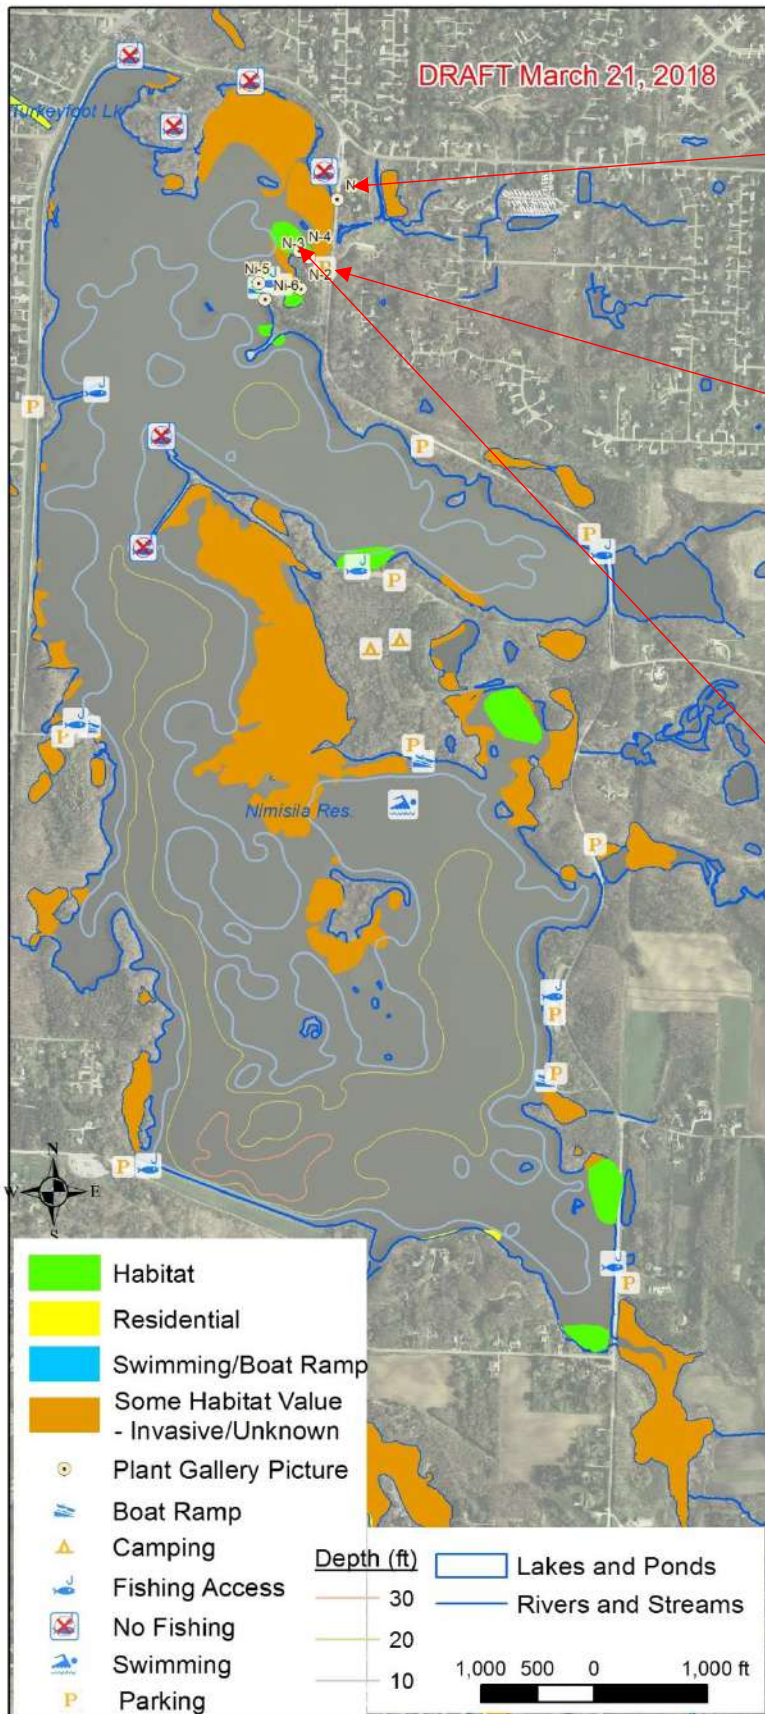 DRAFT March 21, 2018
Turkeyfoot Lk
N
N-4
N-3
N-2
Ni-5
Ni-6
P
P
P
P
P
P
P
Nimisila Res.
P
P
P
N
P
W E
S
P
Habitat
Residential
Swimming/Boat Ramp
Some Habitat Value
- Invasive/Unknown
Plant Gallery Picture
Boat Ramp
Camping
Fishing Access
No Fishing
Swimming
P Parking
Depth (ft)
30
20
10
Lakes and Ponds
Rivers and Streams
1,000 500 0 1,000 ft